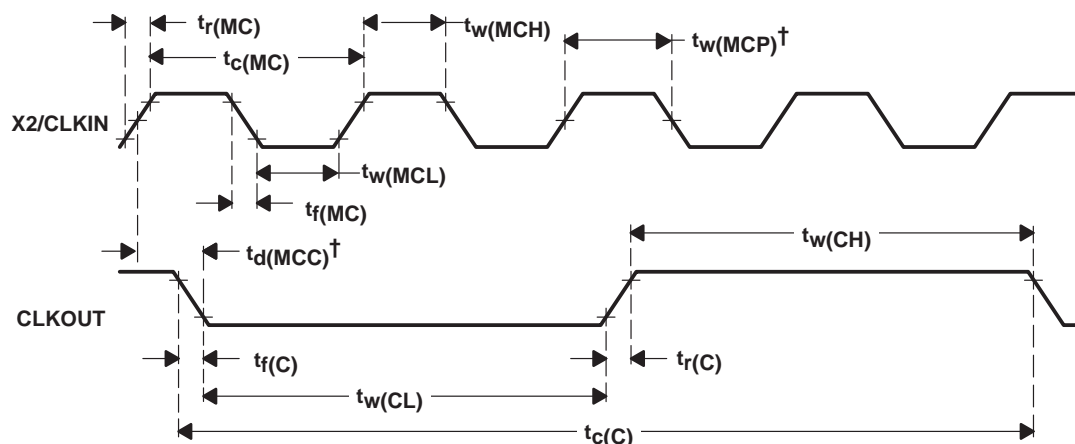 tr(MC)
tw(MCH)
tw(MCP)†
tc(MC)
X2/CLKIN
tw(MCL)
tf(MC)
tw(CH)
td(MCC)†
CLKOUT
tf(C)
tr(C)
tw(CL)
tc(C)